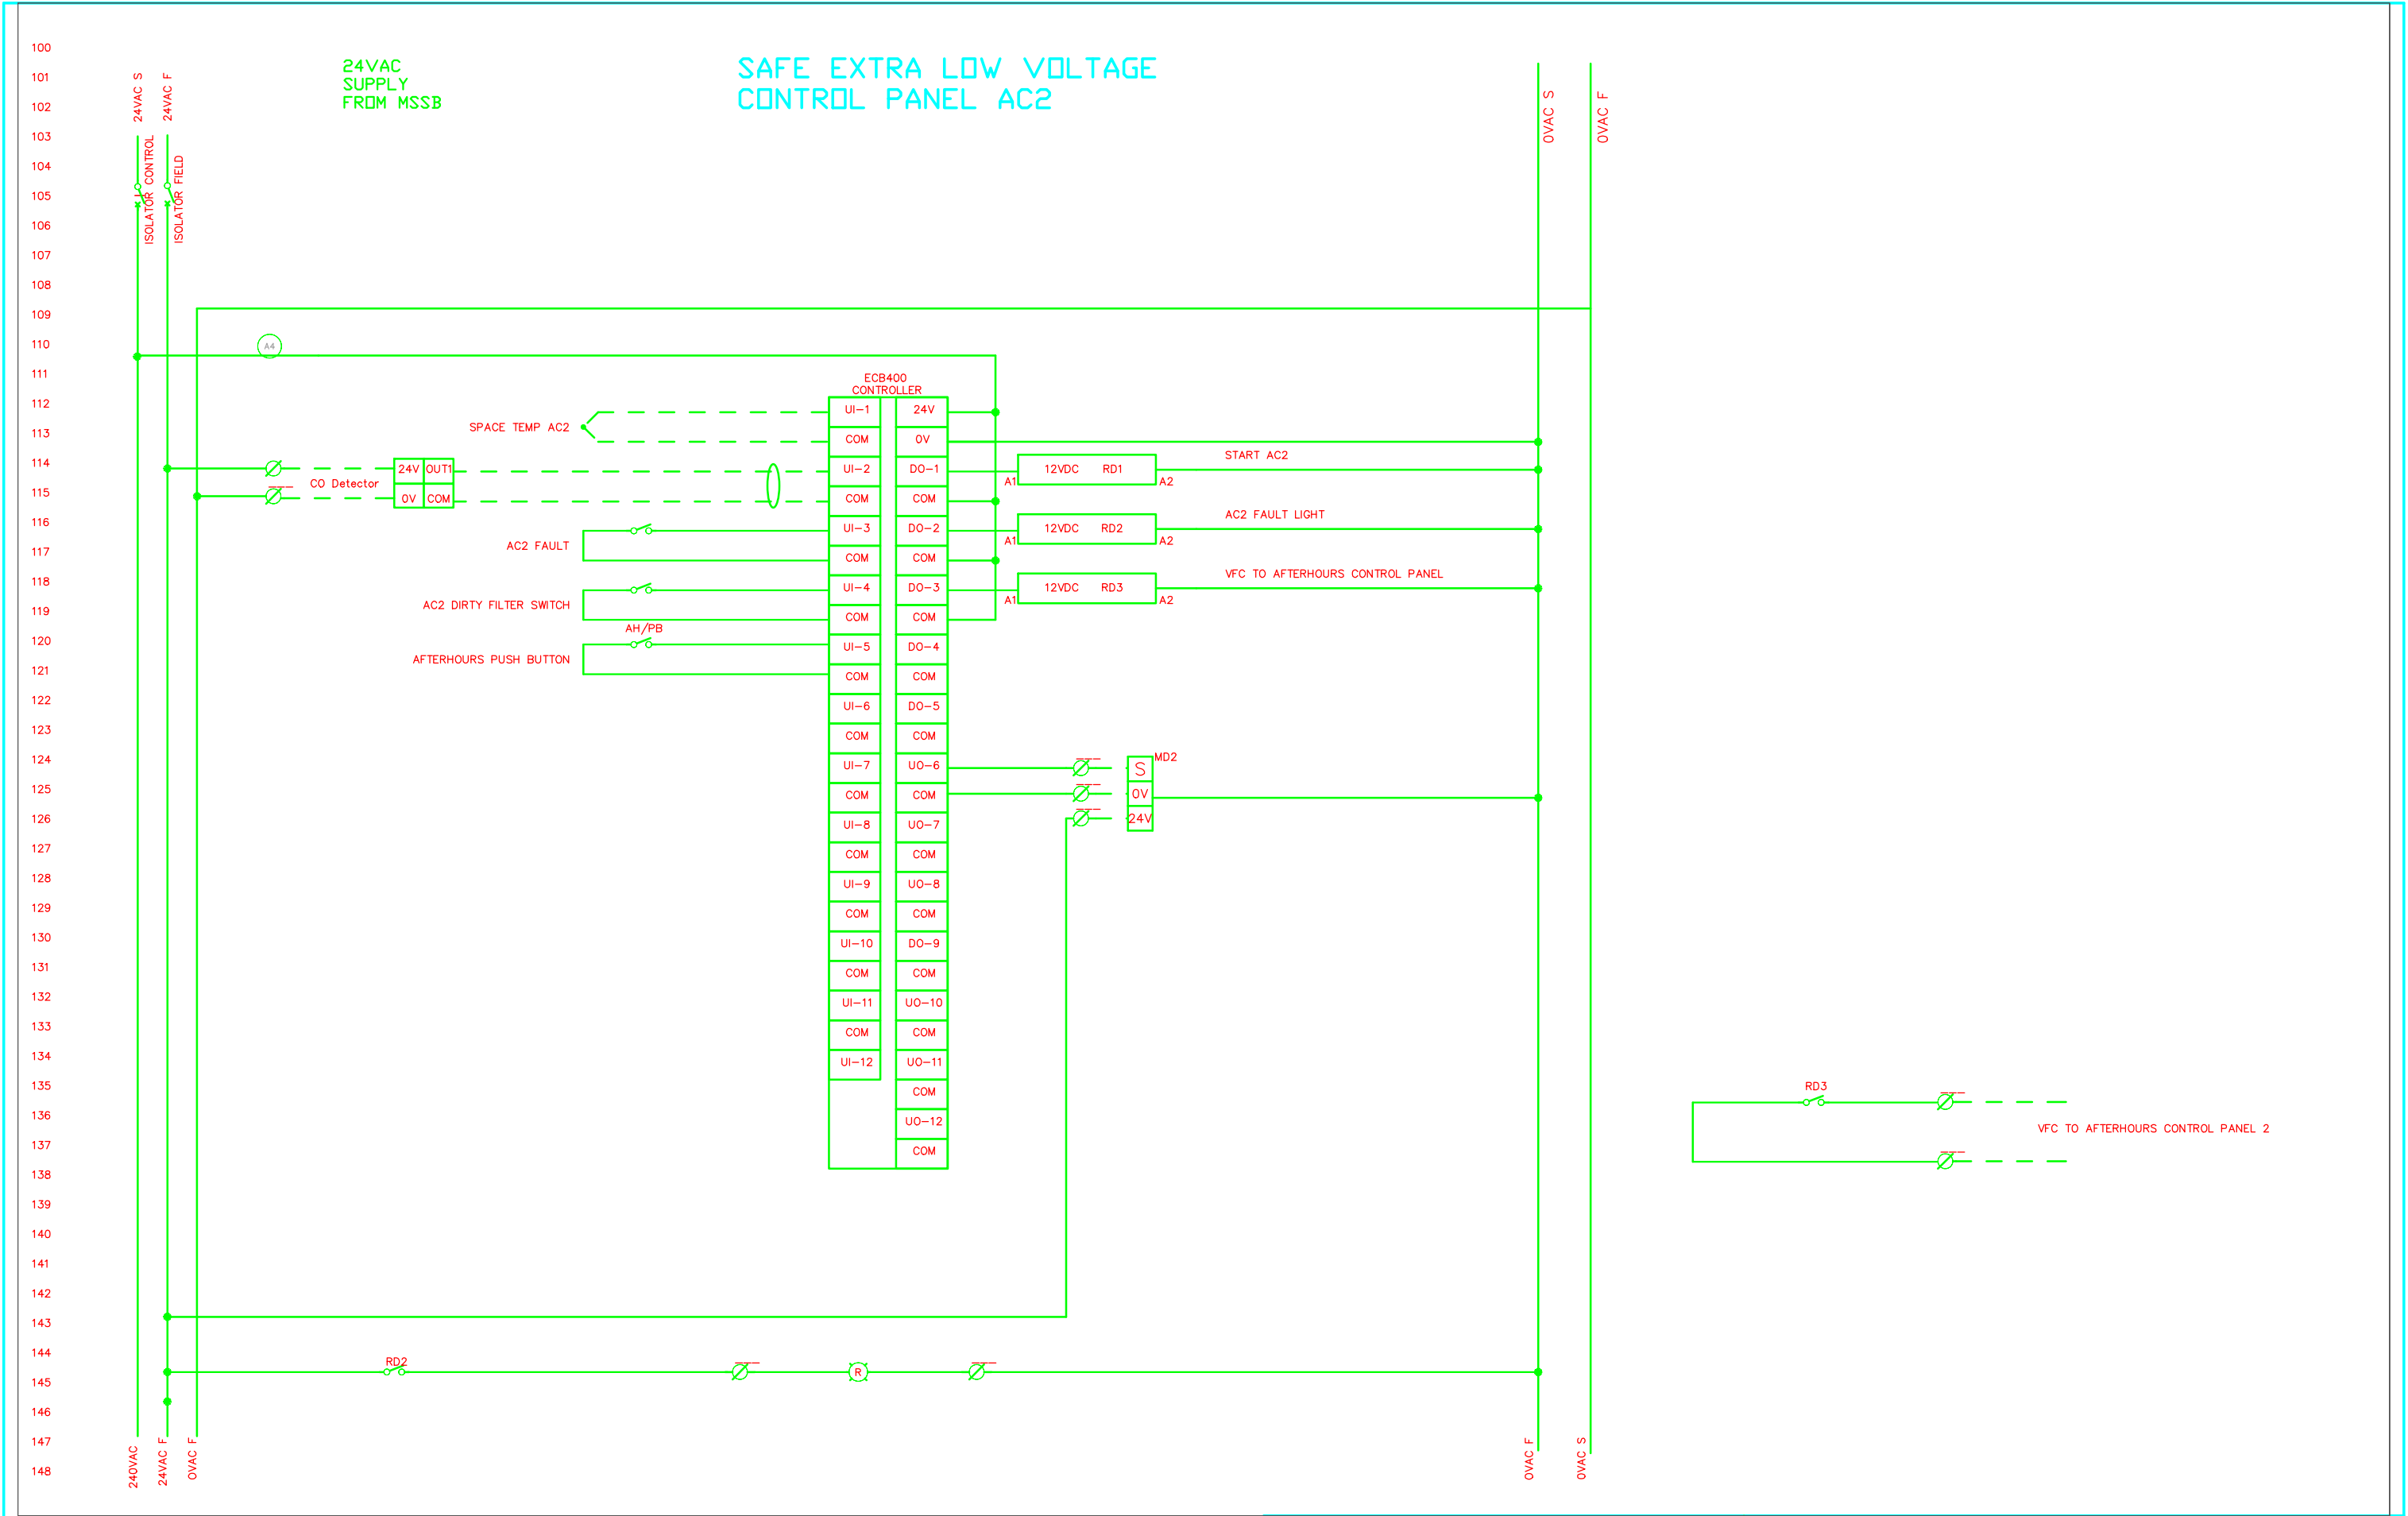 100
101
102
103
104
105
106
107
108
109
110
111
112
113
114
115
116
117
118
119
120
121
122
123
124
125
126
127
128
129
130
131
132
133
134
135
136
137
138
139
140
141
142
143
144
145
146
147
148
24VAC S
24VAC F
ISOLATOR CONTROL
ISOLATOR FIELD
24VAC
SUPPLY
FROM MSSB
SAFE EXTRA LOW VOLTAGE
CONTROL PANEL AC2
0VAC S
0VAC F
A4
ECB400
CONTROLLER
SPACE TEMP AC2
CO Detector
24V OUT1
0V COM
AC2 FAULT
AC2 DIRTY FILTER SWITCH
AH/PB
AFTERHOURS PUSH BUTTON
UI-1 24V
COM 0V
UI-2 DO-1
COM COM
UI-3 DO-2
COM COM
UI-4 DO-3
COM COM
UI-5 DO-4
COM COM
UI-6 DO-5
COM COM
UI-7 UO-6
COM COM
UI-8 UO-7
COM COM
UI-9 UO-8
COM COM
UI-10 DO-9
COM COM
UI-11 UO-10
COM COM
UI-12 UO-11
COM
UO-12
COM
A1 12VDC RD1 A2
START AC2
A1 12VDC RD2 A2
AC2 FAULT LIGHT
A1 12VDC RD3 A2
VFC TO AFTERHOURS CONTROL PANEL
MD2
S
0V
24V
RD3
VFC TO AFTERHOURS CONTROL PANEL 2
RD2
R
240VAC
24VAC F
0VAC F
0VAC F
0VAC S